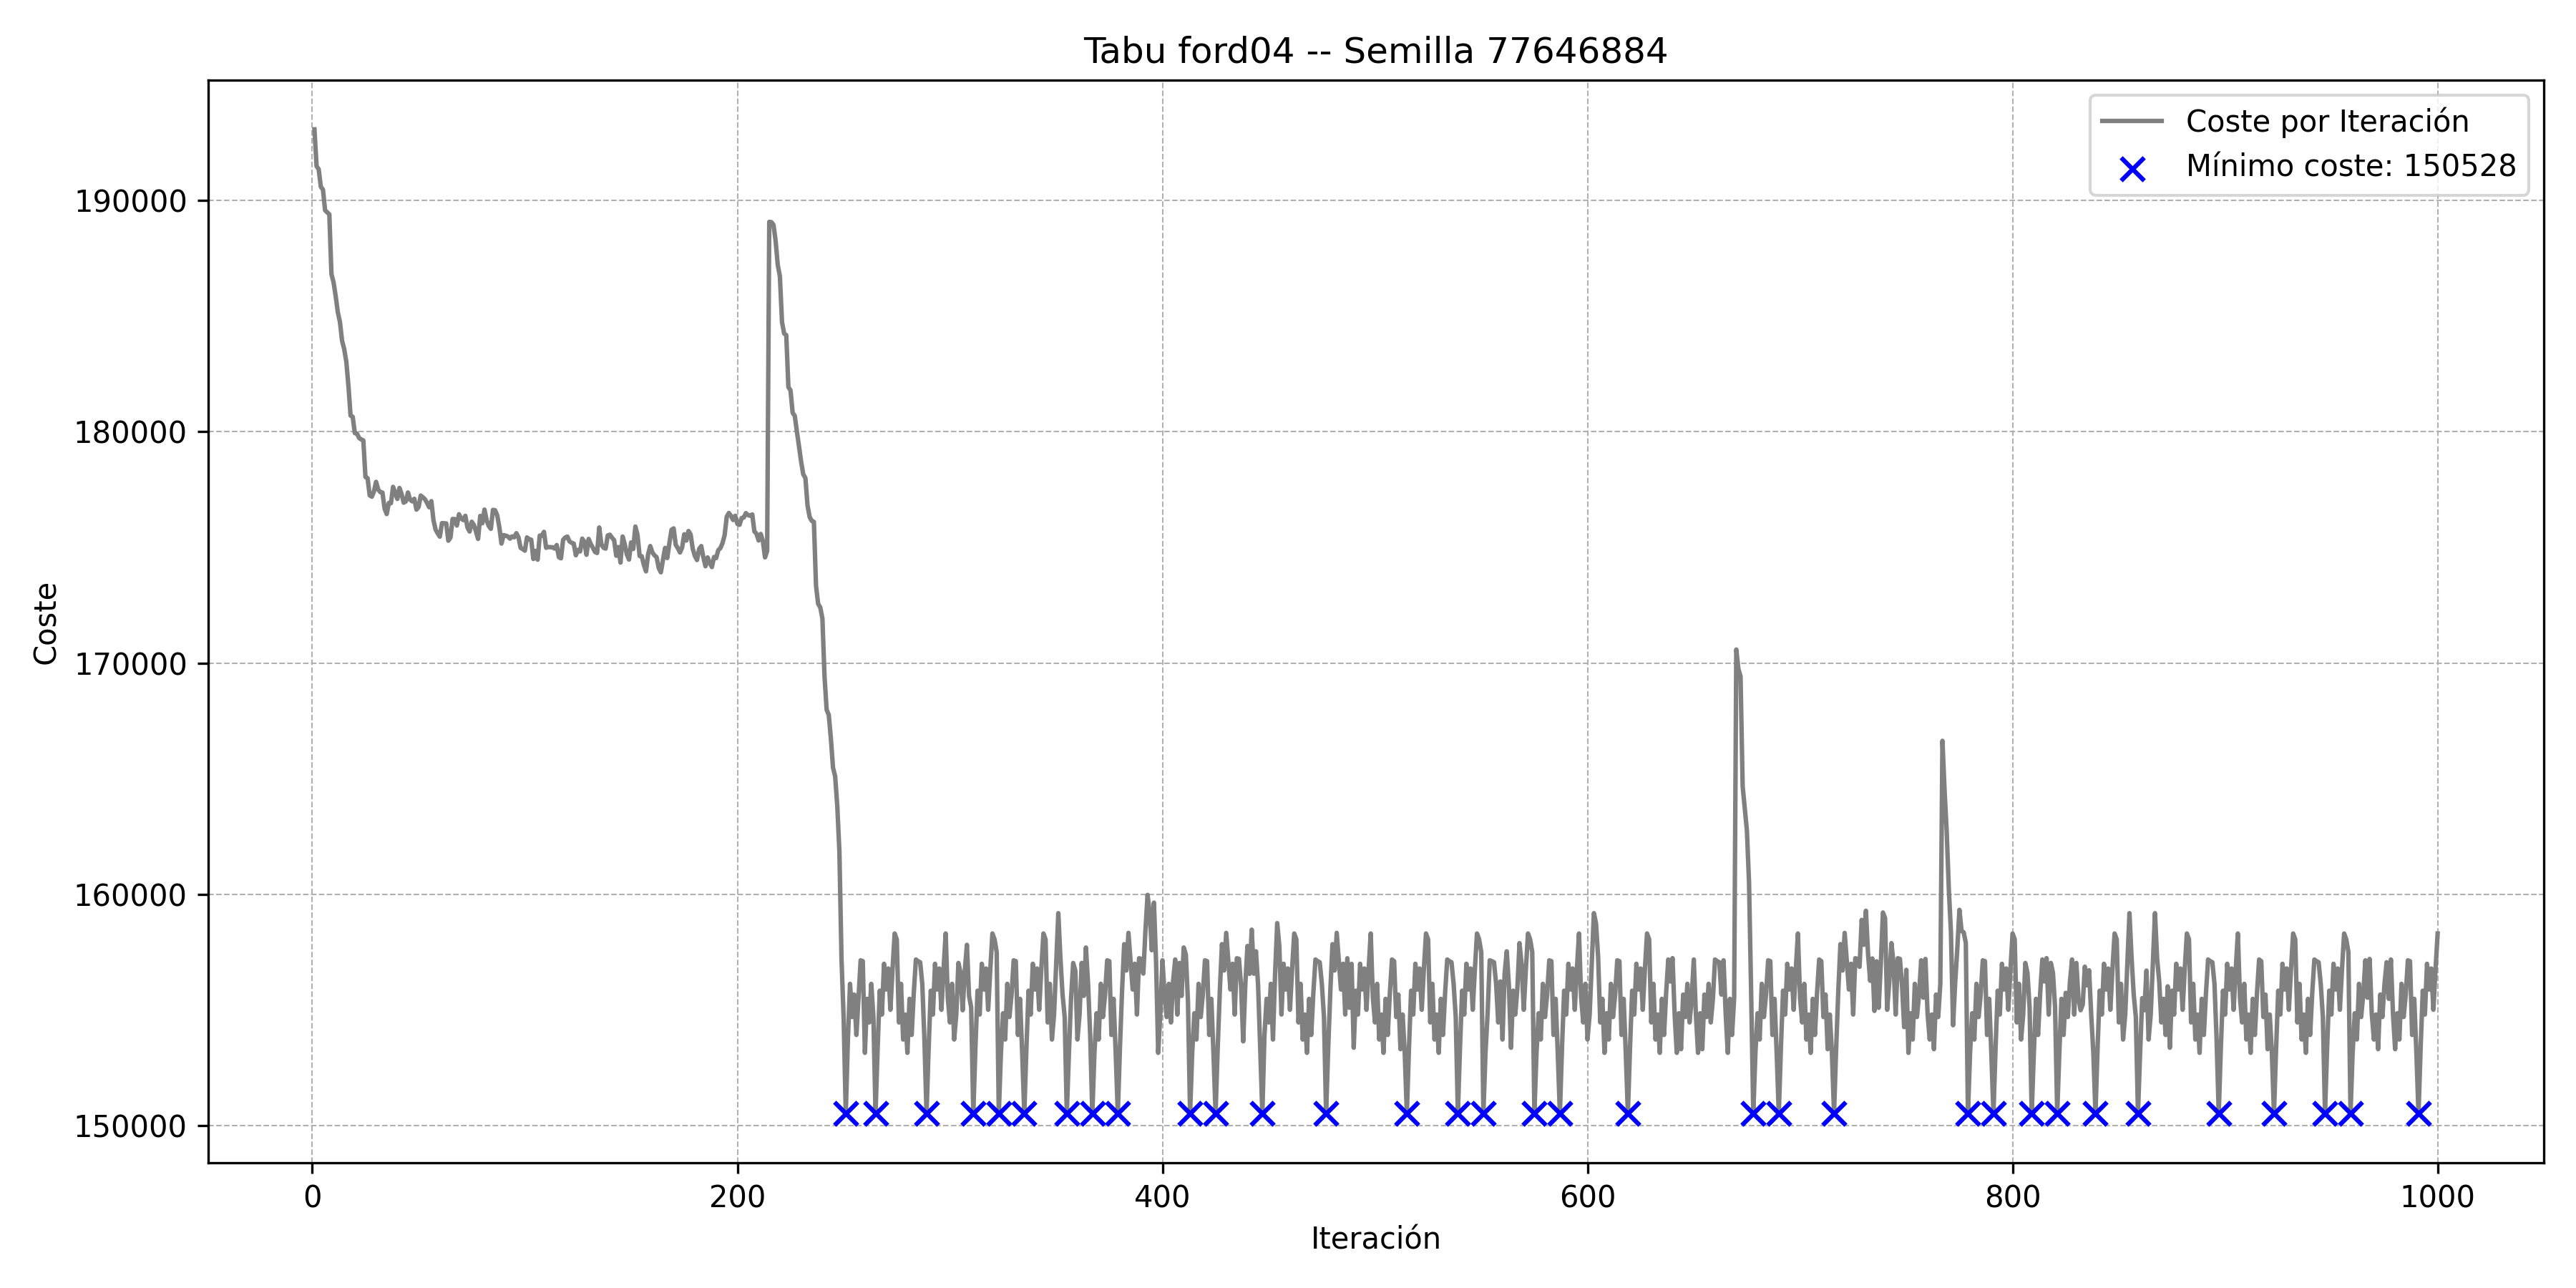 Tabu ford04 -- Semilla 77646884
Coste por Iteración
Mínimo coste: 150528
190000
180000
170000
160000
150000
Coste
0 200 400 600 800 1000
Iteración